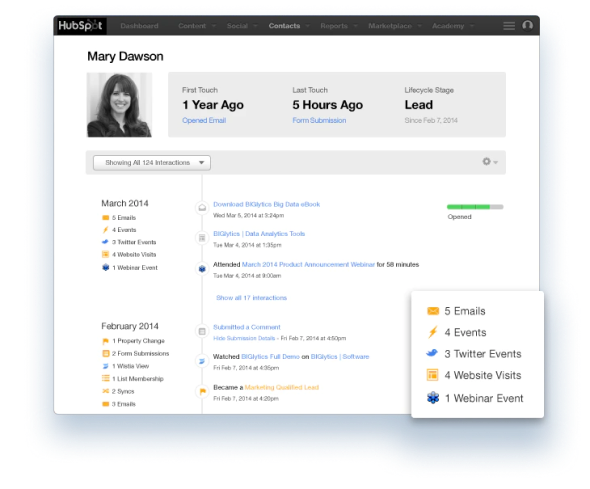 HubSpot Dashboard Content Social Contacts Reports Marketplace Academy
Mary Dawson
First Touch
1 Year Ago
Opened Email
Last Touch
5 Hours Ago
Form Submission
Lifecycle Stage
Lead
Since Feb 7, 2014
Showing All 124 Interactions
March 2014
5 Emails
4 Events
3 Twitter Events
4 Website Visits
1 Webinar Event
Download BIGlytics Big Data eBook
Wed Mar 5, 2014 at 3:24pm
Opened
BIGlytics | Data Analytics Tools
Tue Mar 4, 2014 at 1:35pm
Attended March 2014 Product Announcement Webinar for 58 minutes
Tue Mar 4, 2014 at 9:00am
Show all 17 interactions
February 2014
1 Property Change
2 Form Submissions
1 Wistia View
1 List Membership
2 Syncs
3 Emails
Submitted a Comment
Hide Submission Details - Fri Feb 7, 2014 at 4:50pm
Watched BIGlytics Full Demo on BIGlytics | Software
Fri Feb 7, 2014 at 4:35pm
Became a Marketing Qualified Lead
Fri Feb 7, 2014 at 4:20pm
5 Emails
4 Events
3 Twitter Events
4 Website Visits
1 Webinar Event